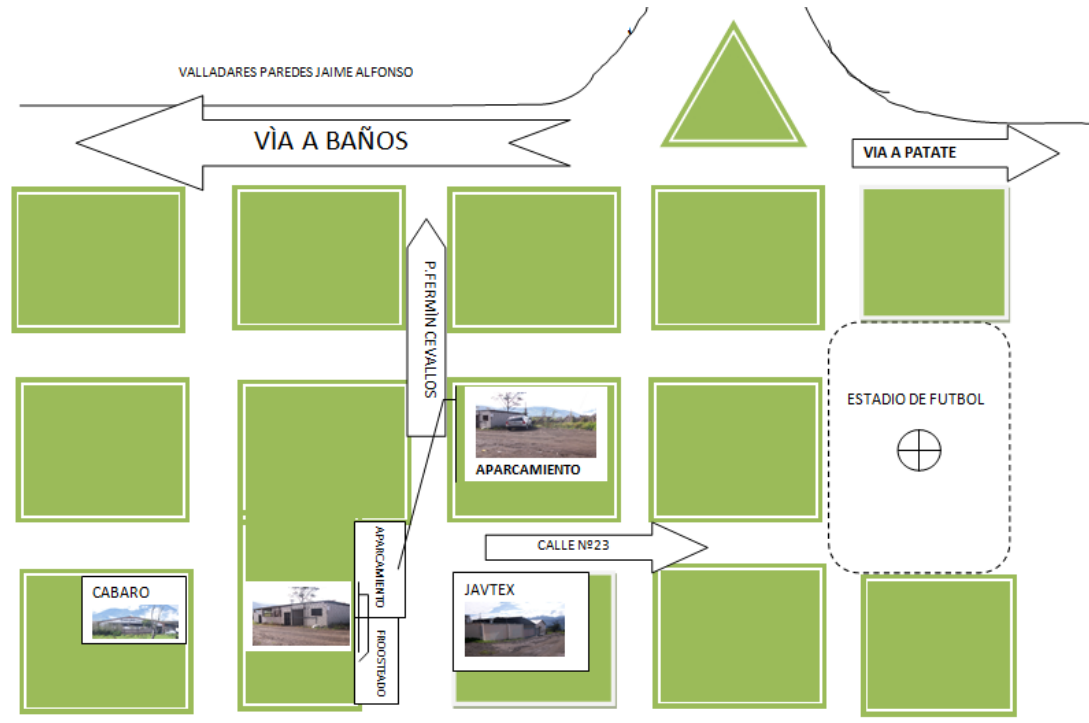 VALLADARES PAREDES JAIME ALFONSO
VÌA A BAÑOS
VIA A PATATE
P.FERMÌN CEVALLOS
ESTADIO DE FUTBOL
APARCAMIENTO
APARCAMIENTO
CALLE Nº23
CABARO
JAVTEX
FROOSTEADO